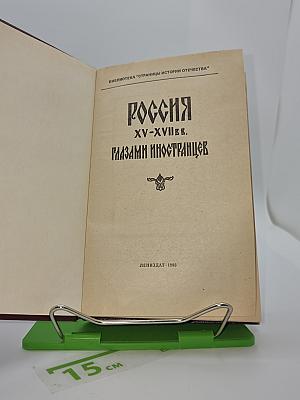 БИБЛИОТЕКА "СТРАНИЦЫ ИСТОРИИ ОТЕЧЕСТВА"
РОССИЯ
XV-XVII вв.
ГЛАЗАМИ ИНОСТРАНЦЕВ
ЛЕНИЗДАТ · 1986
15 см